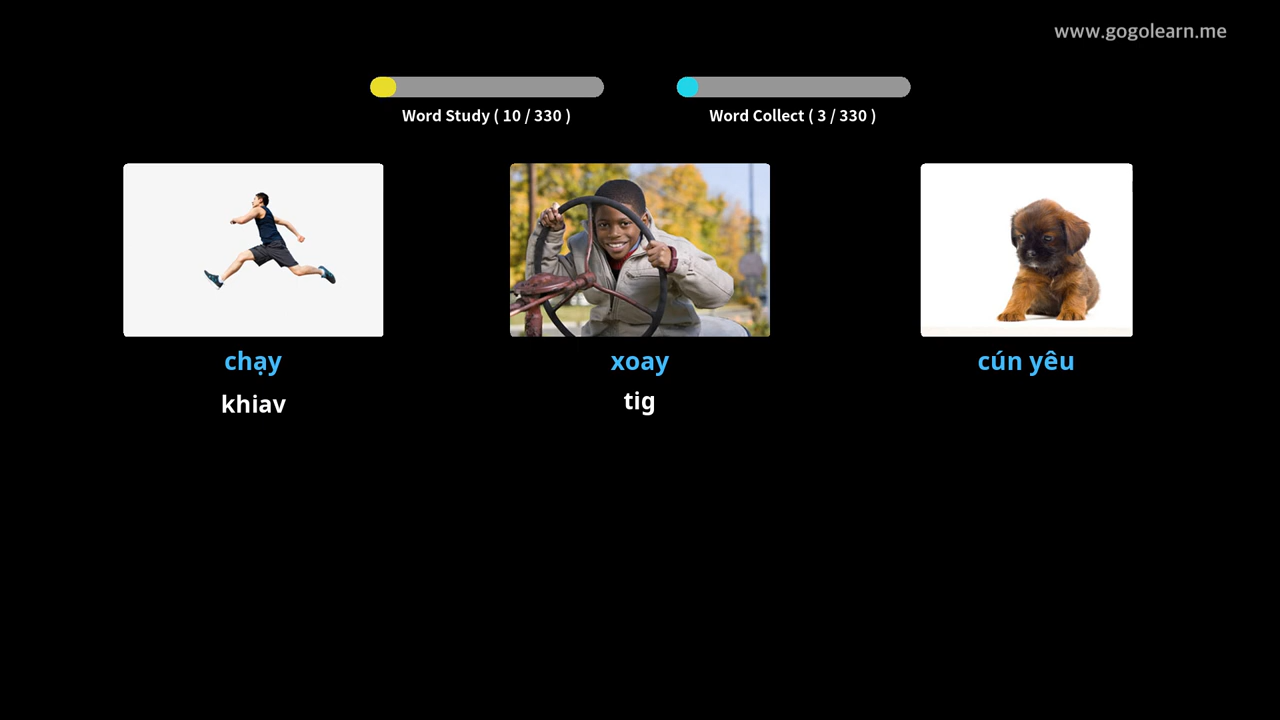 www.gogolearn.me
Word Study ( 10 / 330 )
Word Collect ( 3 / 330 )
chạy
xoay
cún yêu
khiav
tig